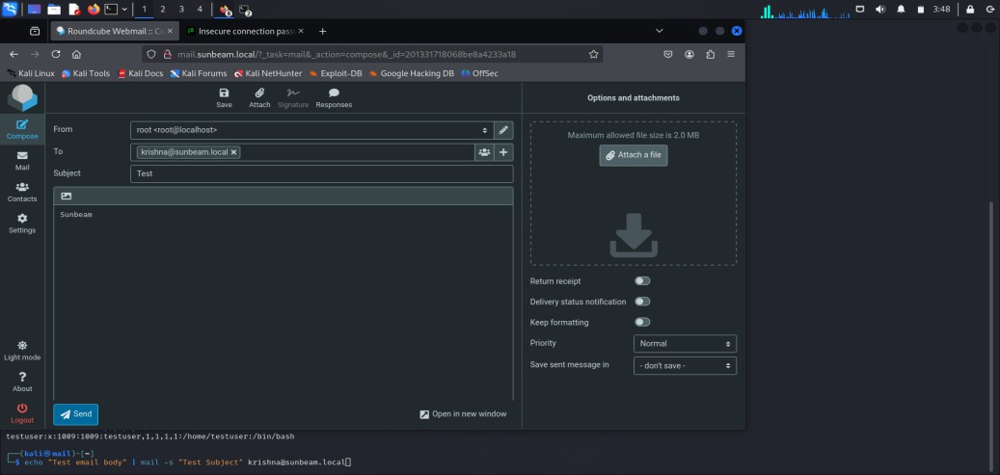 1 2 3 4 3:48
Roundcube Webmail :: Co
Insecure connection pass
mail.sunbeam.local/?_task=mail&_action=compose&_id=201331718068be8a4233a18
Kali Linux Kali Tools Kali Docs Kali Forums Kali NetHunter Exploit-DB Google Hacking DB OffSec
Save Attach Signature Responses
Options and attachments
Compose
Mail
Contacts
Settings
Light mode
About
Logout
From root <root@localhost>
To krishna@sunbeam.local
Subject Test
Sunbeam
Send
Open in new window
Maximum allowed file size is 2.0 MB
Attach a file
Return receipt
Delivery status notification
Keep formatting
Priority Normal
Save sent message in - don't save -
testuser:x:1009:1009:testuser,1,1,1,1:/home/testuser:/bin/bash
┌──(kali㉿mail)-[~]
└─$ echo "Test email body" | mail -s "Test Subject" krishna@sunbeam.local